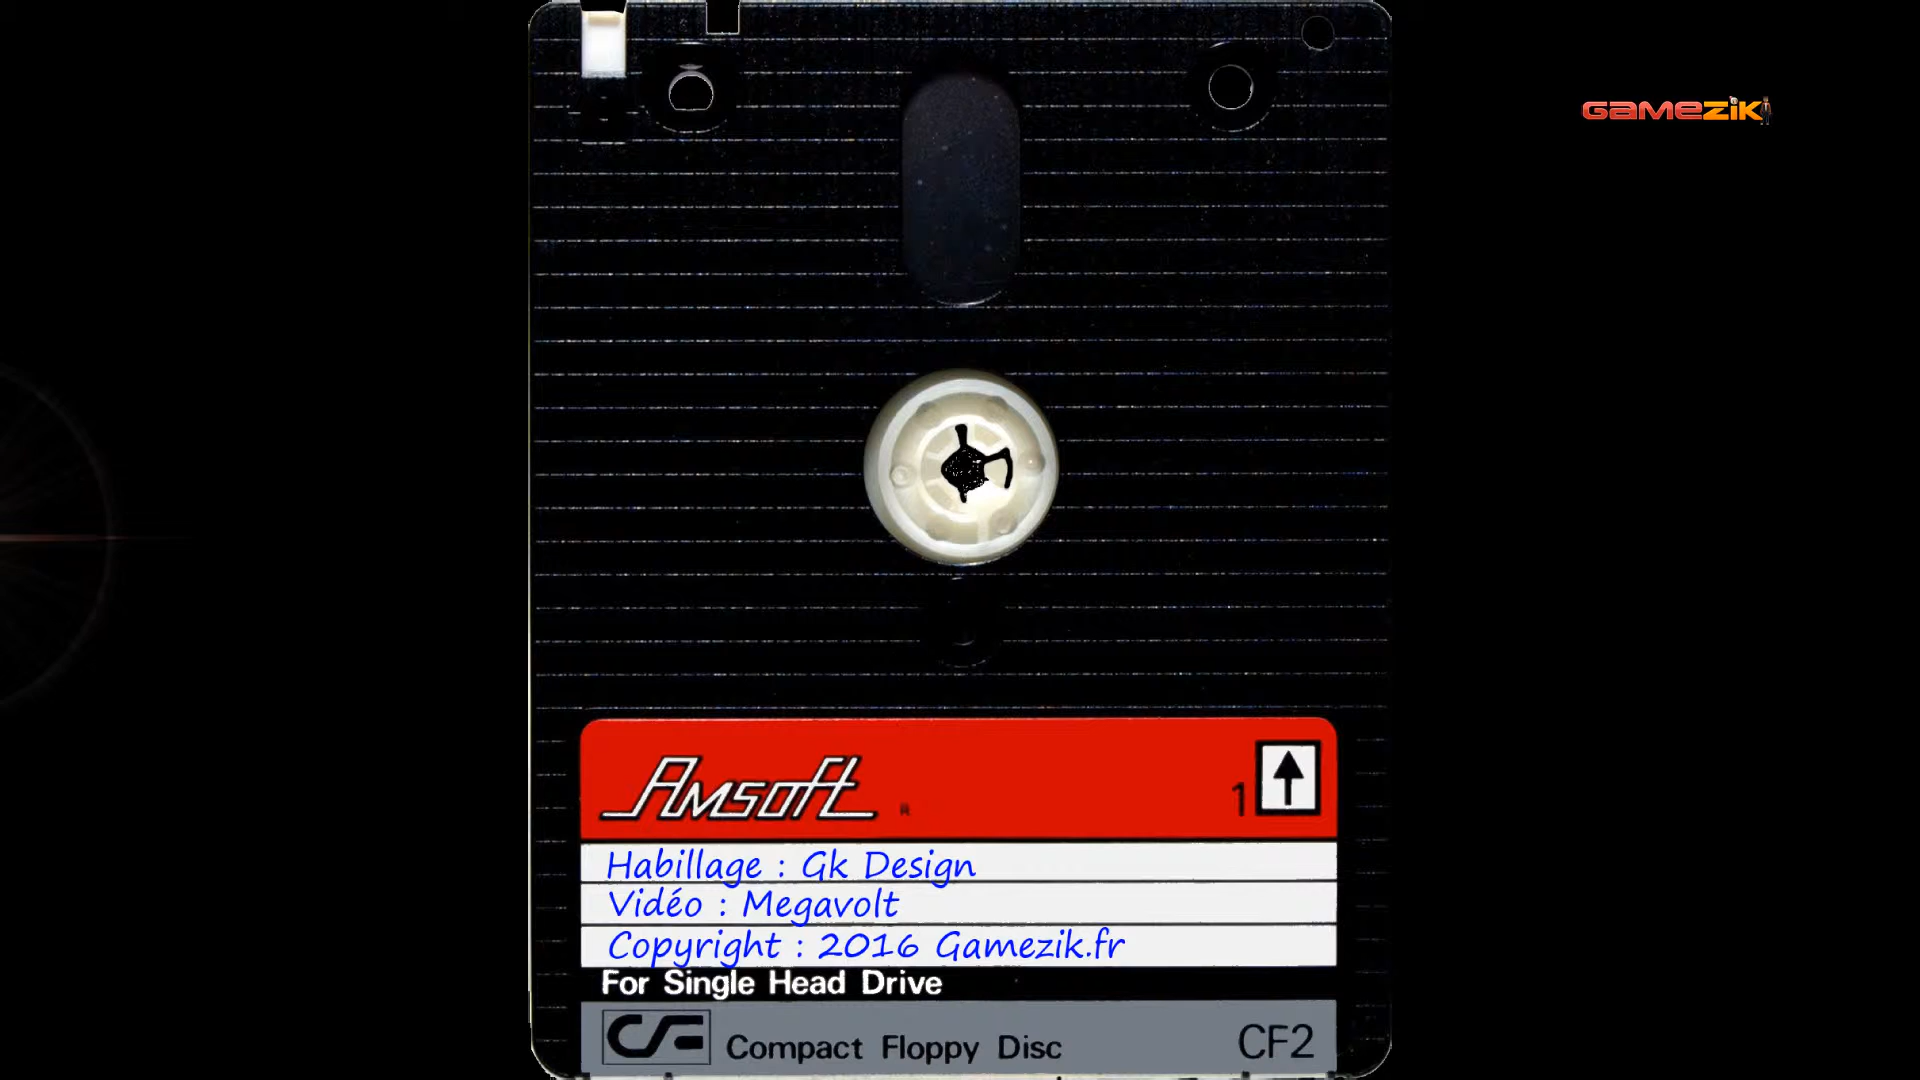 GAMEZIK
Amsoft R
1
Habillage : Gk Design
Vidéo : Megavolt
Copyright : 2016 Gamezik.fr
For Single Head Drive
CF Compact Floppy Disc CF2